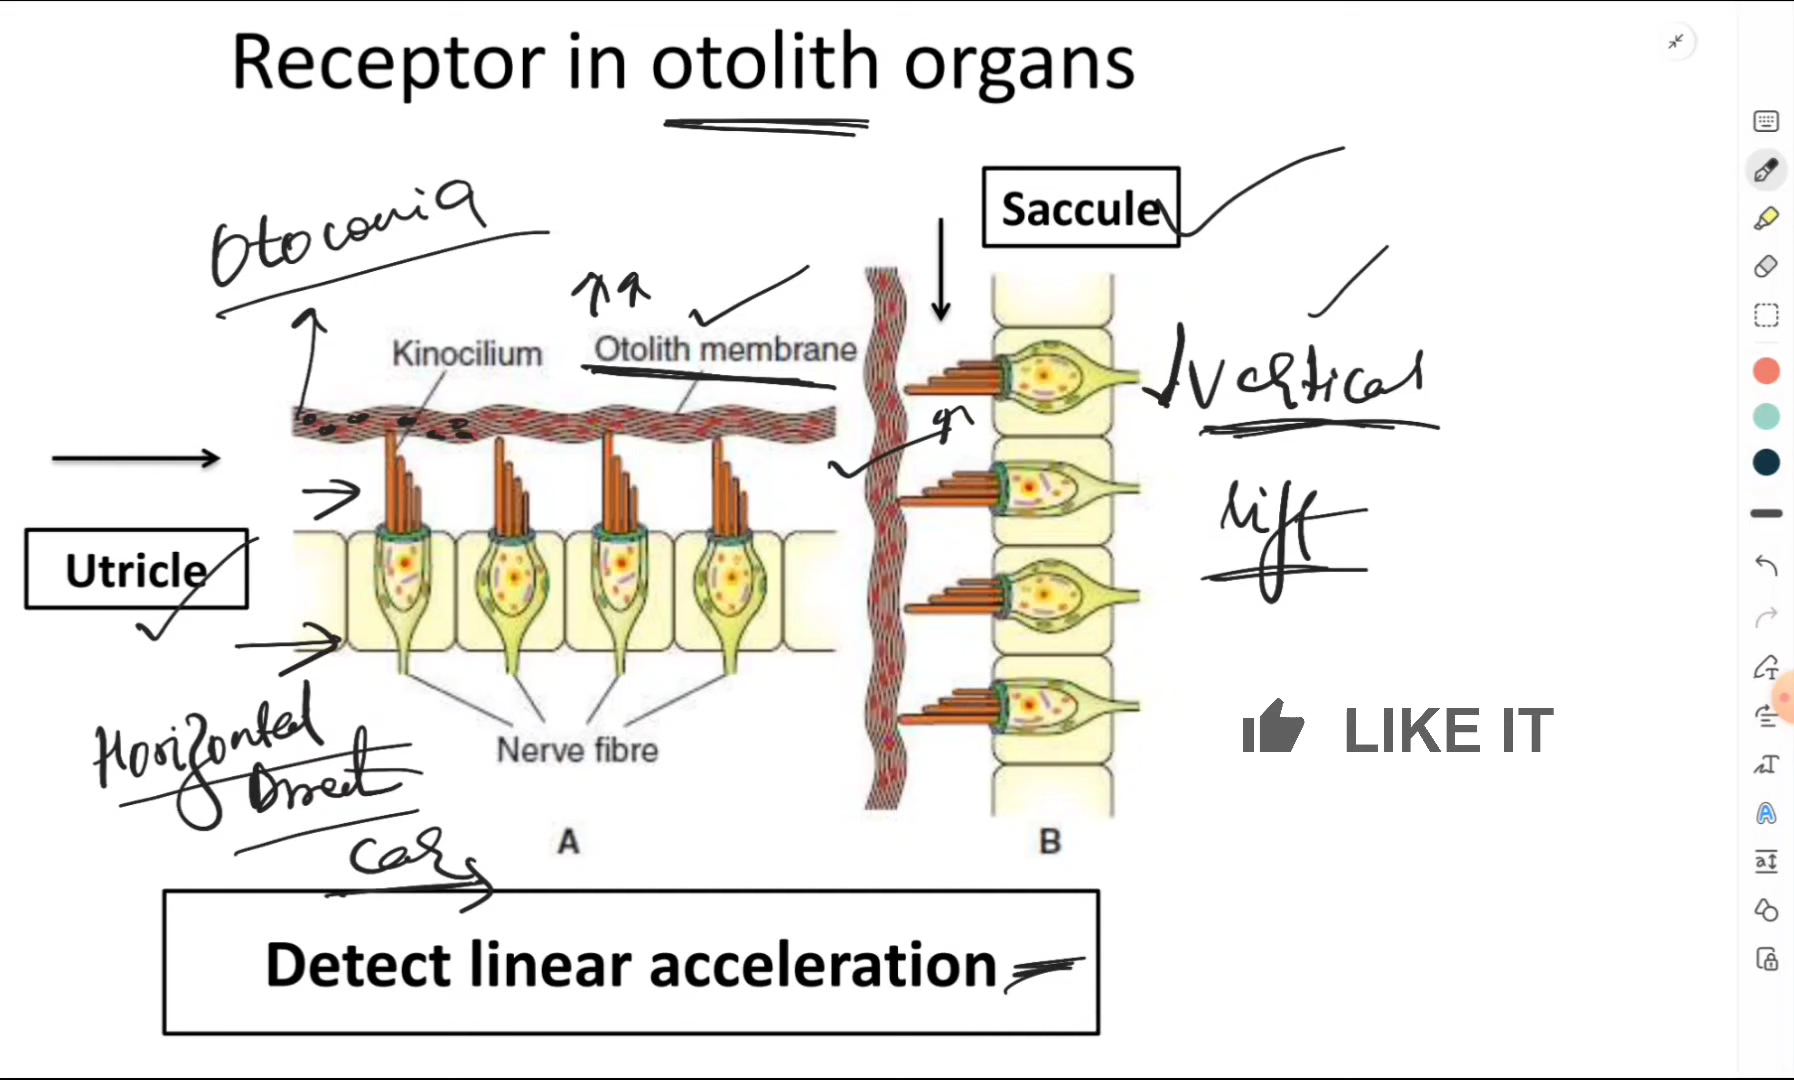 Receptor in otolith organs
Saccule
Otoconia
Kinocilium
Otolith membrane
Vertical
lift
Utricle
Horizontal
Direct
Car
Nerve fibre
LIKE IT
A
B
Detect linear acceleration